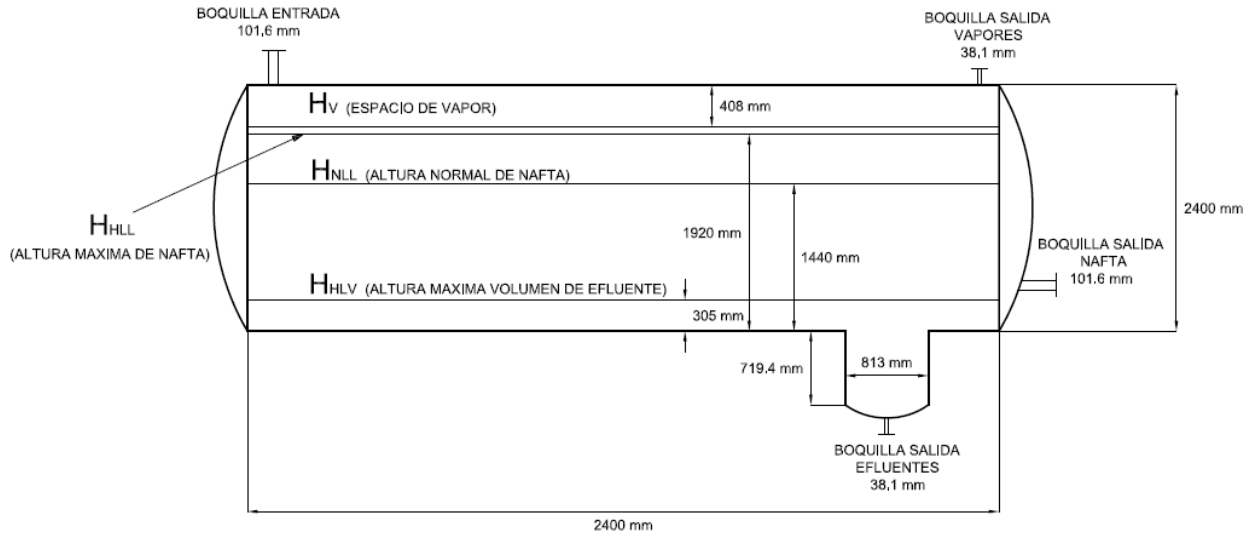 BOQUILLA ENTRADA
101,6 mm
BOQUILLA SALIDA
VAPORES
38,1 mm
HV (ESPACIO DE VAPOR)
408 mm
HNLL (ALTURA NORMAL DE NAFTA)
HHLL
(ALTURA MAXIMA DE NAFTA)
1920 mm
1440 mm
2400 mm
BOQUILLA SALIDA
NAFTA
101.6 mm
HHLV (ALTURA MAXIMA VOLUMEN DE EFLUENTE)
305 mm
719.4 mm
813 mm
BOQUILLA SALIDA
EFLUENTES
38,1 mm
2400 mm